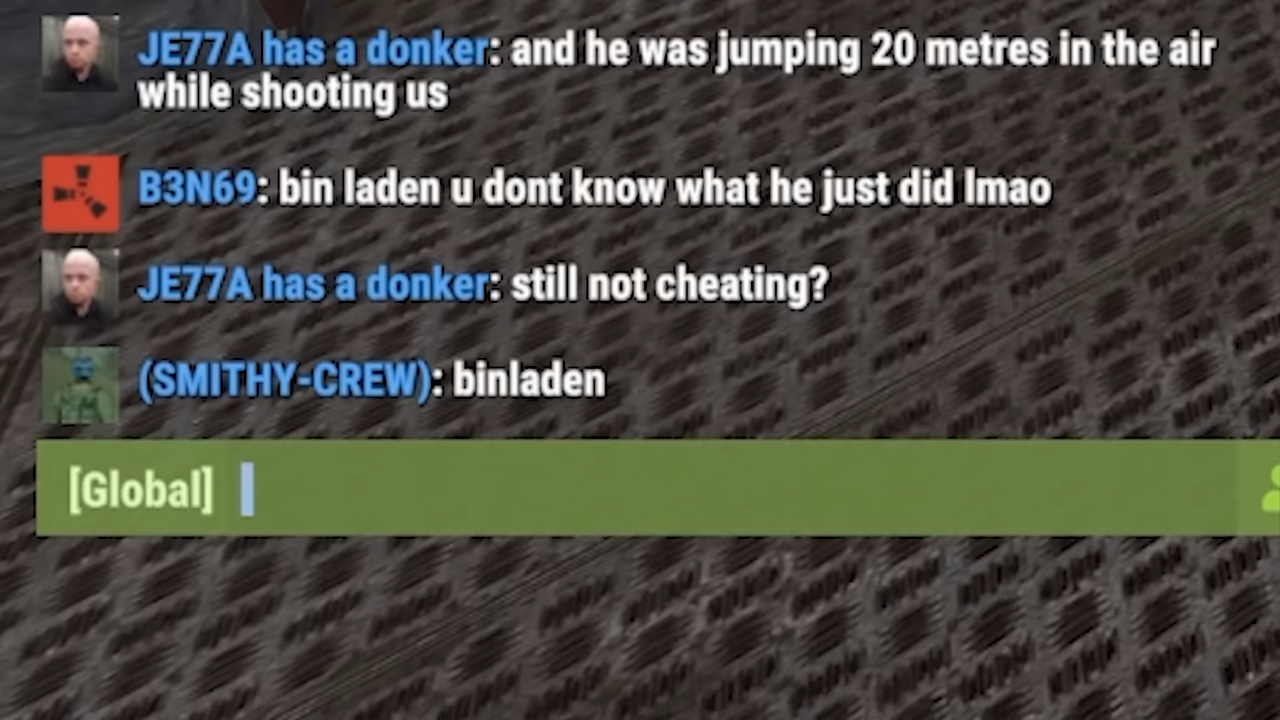 JE77A has a donker: and he was jumping 20 metres in the air
while shooting us
B3N69: bin laden u dont know what he just did lmao
JE77A has a donker: still not cheating?
(SMITHY-CREW): binladen
[Global]